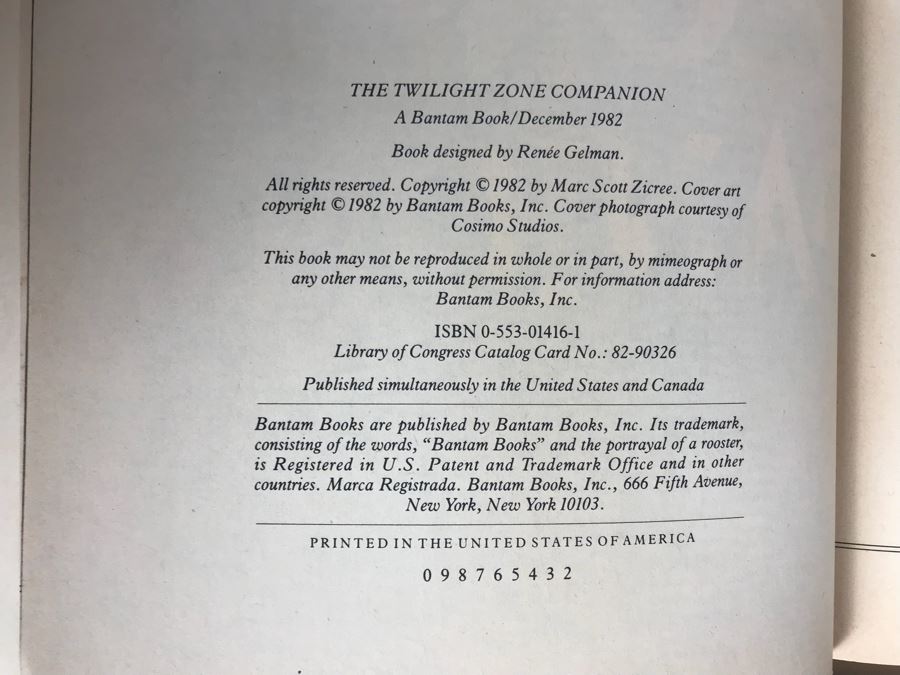 THE TWILIGHT ZONE COMPANION
A Bantam Book/December 1982
Book designed by Renée Gelman.
All rights reserved. Copyright © 1982 by Marc Scott Zicree. Cover art
copyright © 1982 by Bantam Books, Inc. Cover photograph courtesy of
Cosimo Studios.
This book may not be reproduced in whole or in part, by mimeograph or
any other means, without permission. For information address:
Bantam Books, Inc.
ISBN 0-553-01416-1
Library of Congress Catalog Card No.: 82-90326
Published simultaneously in the United States and Canada
Bantam Books are published by Bantam Books, Inc. Its trademark,
consisting of the words, “Bantam Books” and the portrayal of a rooster,
is Registered in U.S. Patent and Trademark Office and in other
countries. Marca Registrada. Bantam Books, Inc., 666 Fifth Avenue,
New York, New York 10103.
PRINTED IN THE UNITED STATES OF AMERICA
0 9 8 7 6 5 4 3 2